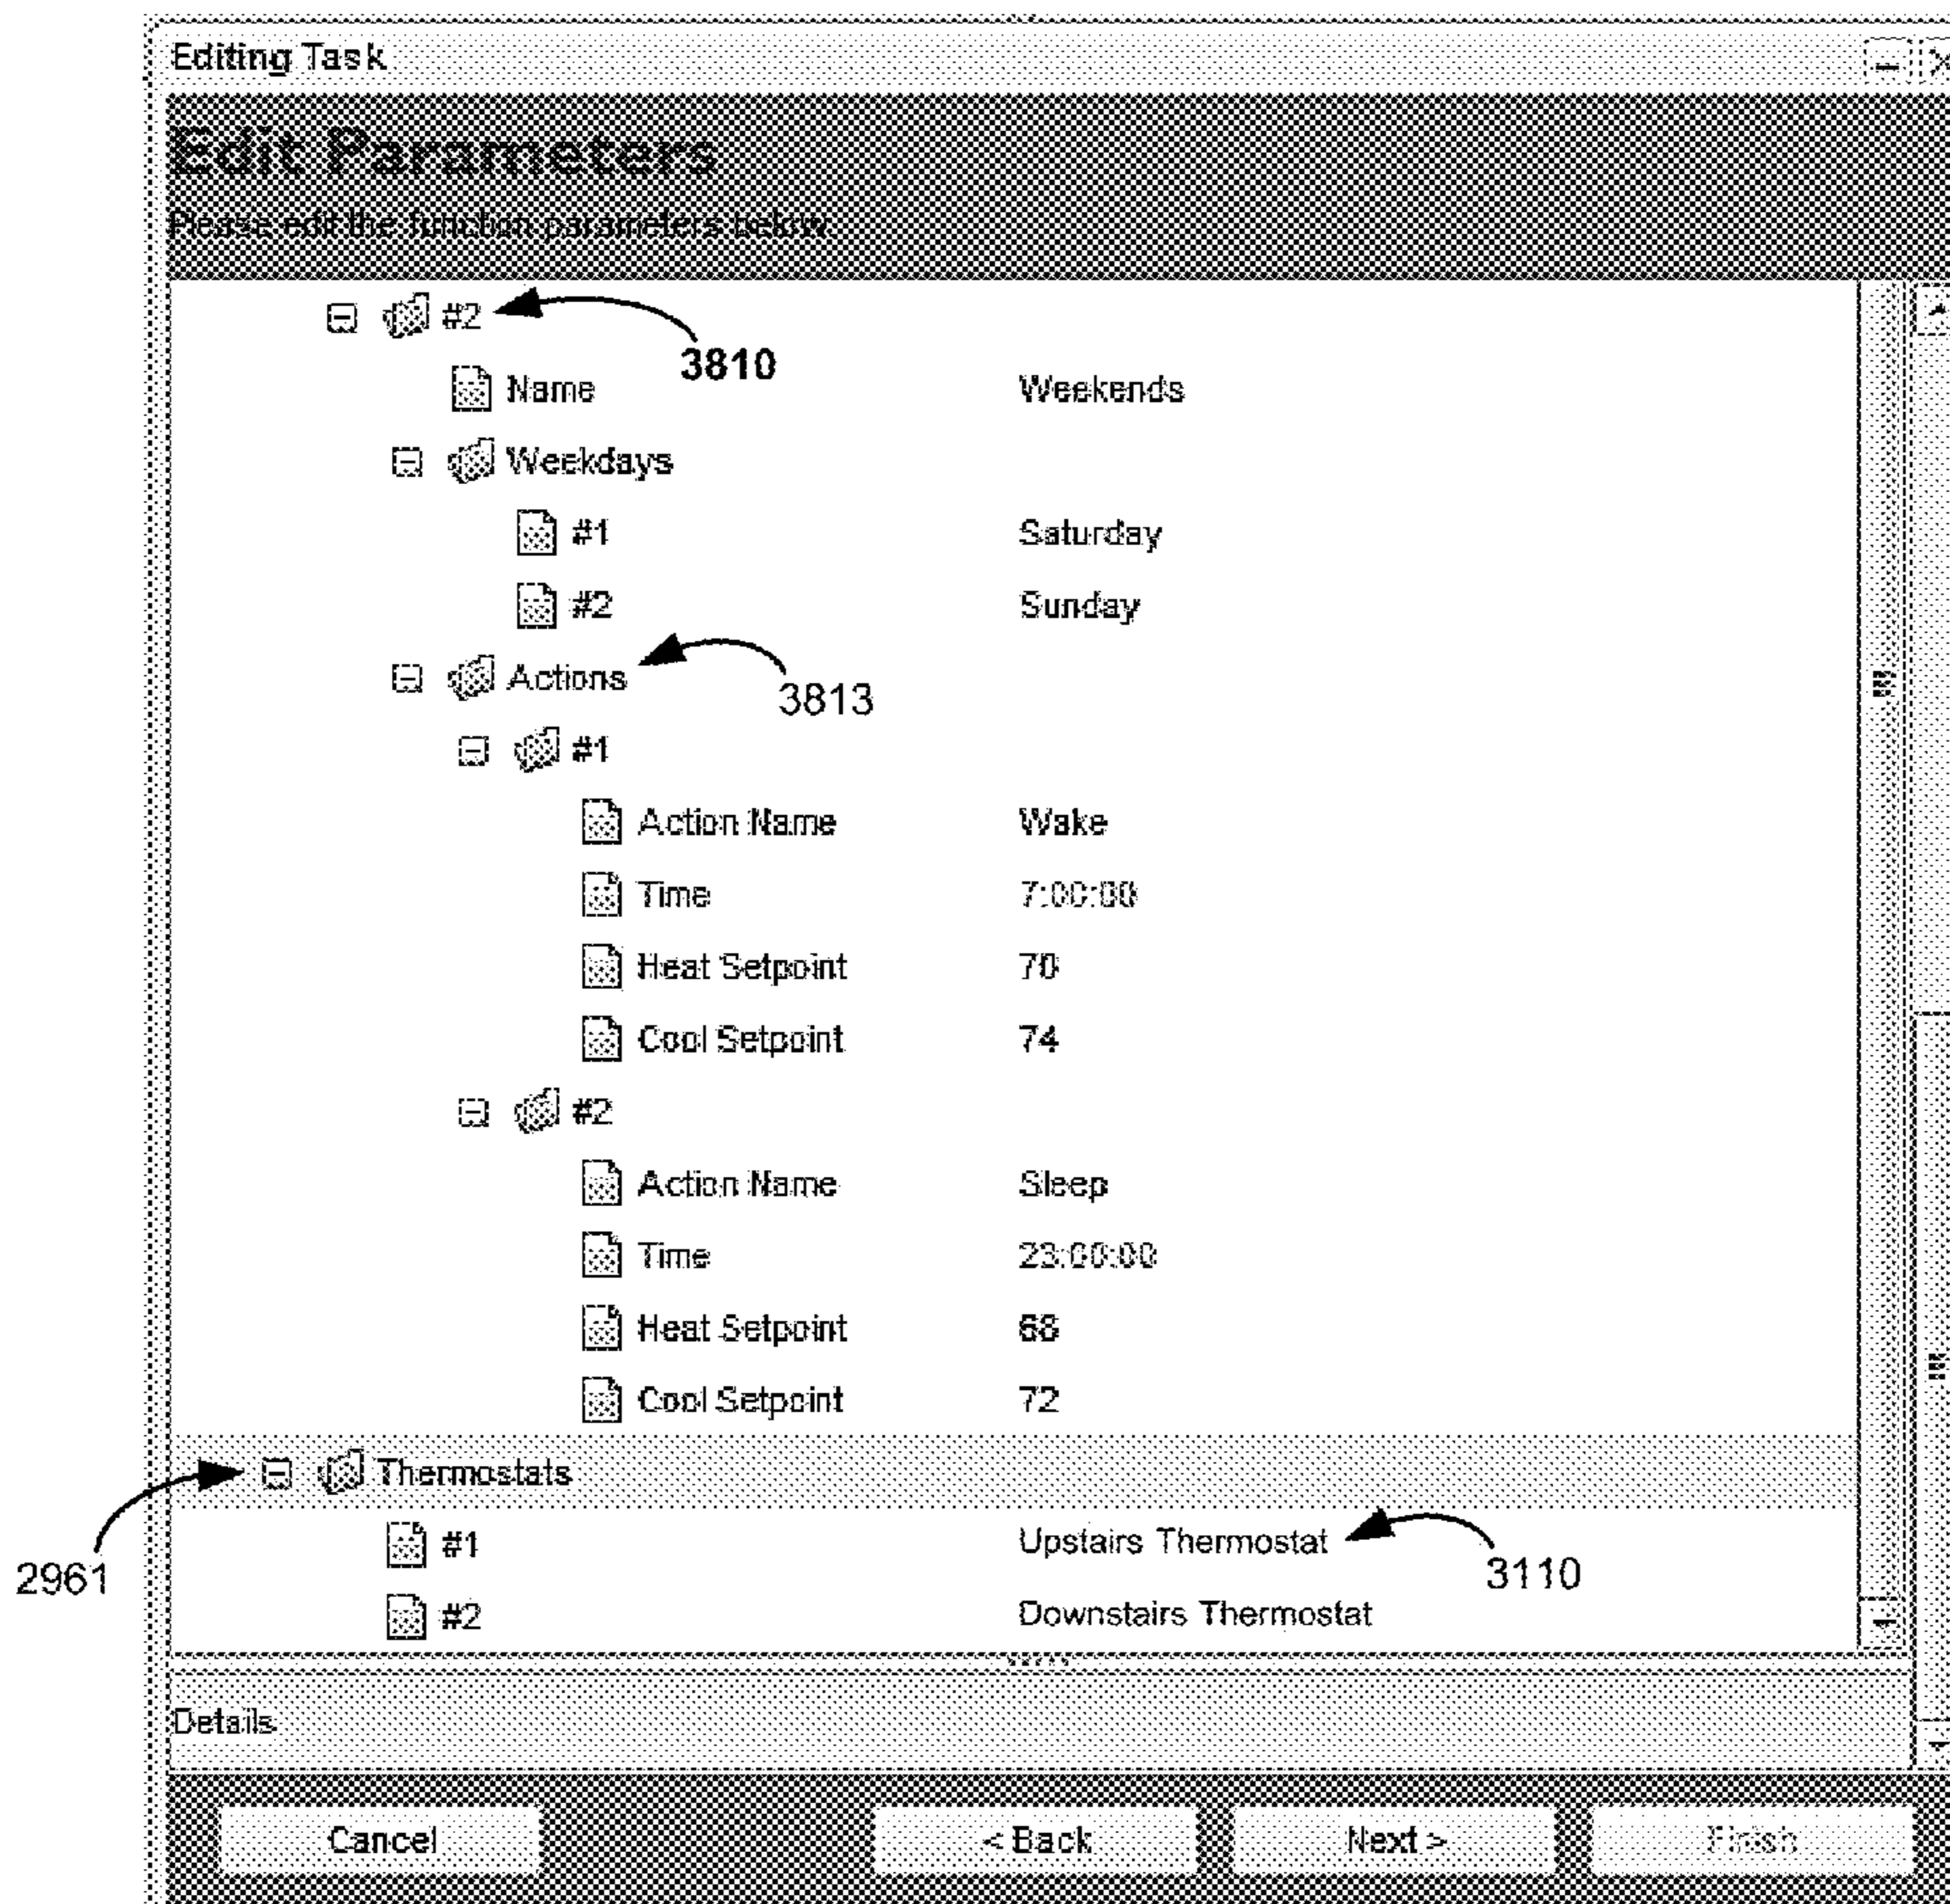 Editing Task
Edit Parameters
Please edit the function parameters below.
#2
3810
Name Weekends
Weekdays
#1 Saturday
#2 Sunday
Actions
3813
#1
Action Name Wake
Time 7:00:00
Heat Setpoint 70
Cool Setpoint 74
#2
Action Name Sleep
Time 23:00:00
Heat Setpoint 68
Cool Setpoint 72
Thermostats
#1 Upstairs Thermostat
2961
3110
#2 Downstairs Thermostat
Details
Cancel < Back Next > Finish